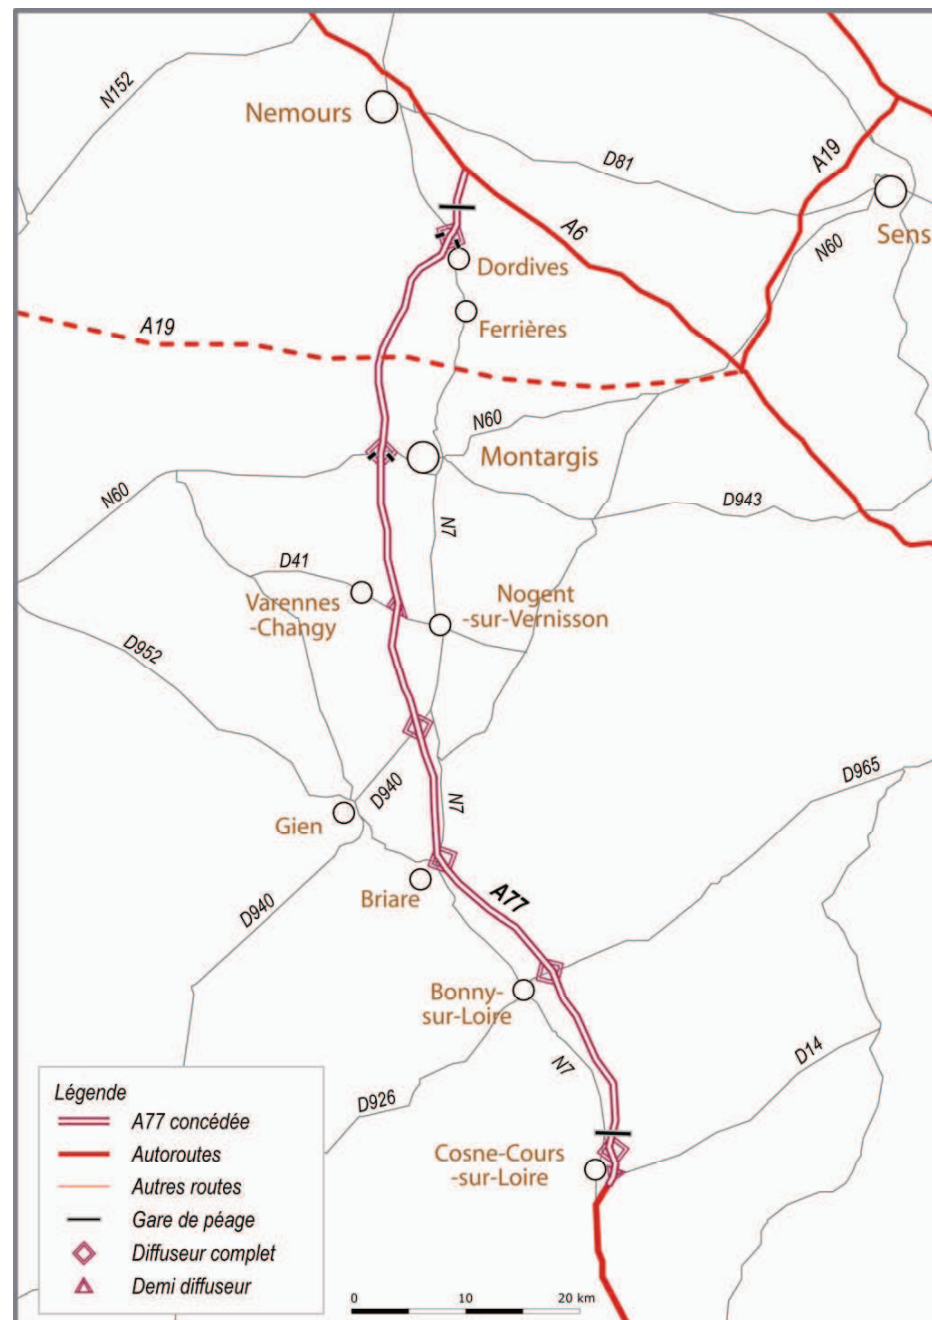 N152
Nemours
D81
A19
A6
Sens
N60
Dordives
Ferrières
A19
N60
Montargis
D943
N60
N7
D41
Nogent
-sur-Vernisson
Varennes
-Changy
D952
D965
D940
N7
Gien
A77
Briare
D940
Bonny-
sur-Loire
N7
D14
D926
Cosne-Cours
-sur-Loire
Légende
A77 concédée
Autoroutes
Autres routes
Gare de péage
Diffuseur complet
Demi diffuseur
0 10 20 km